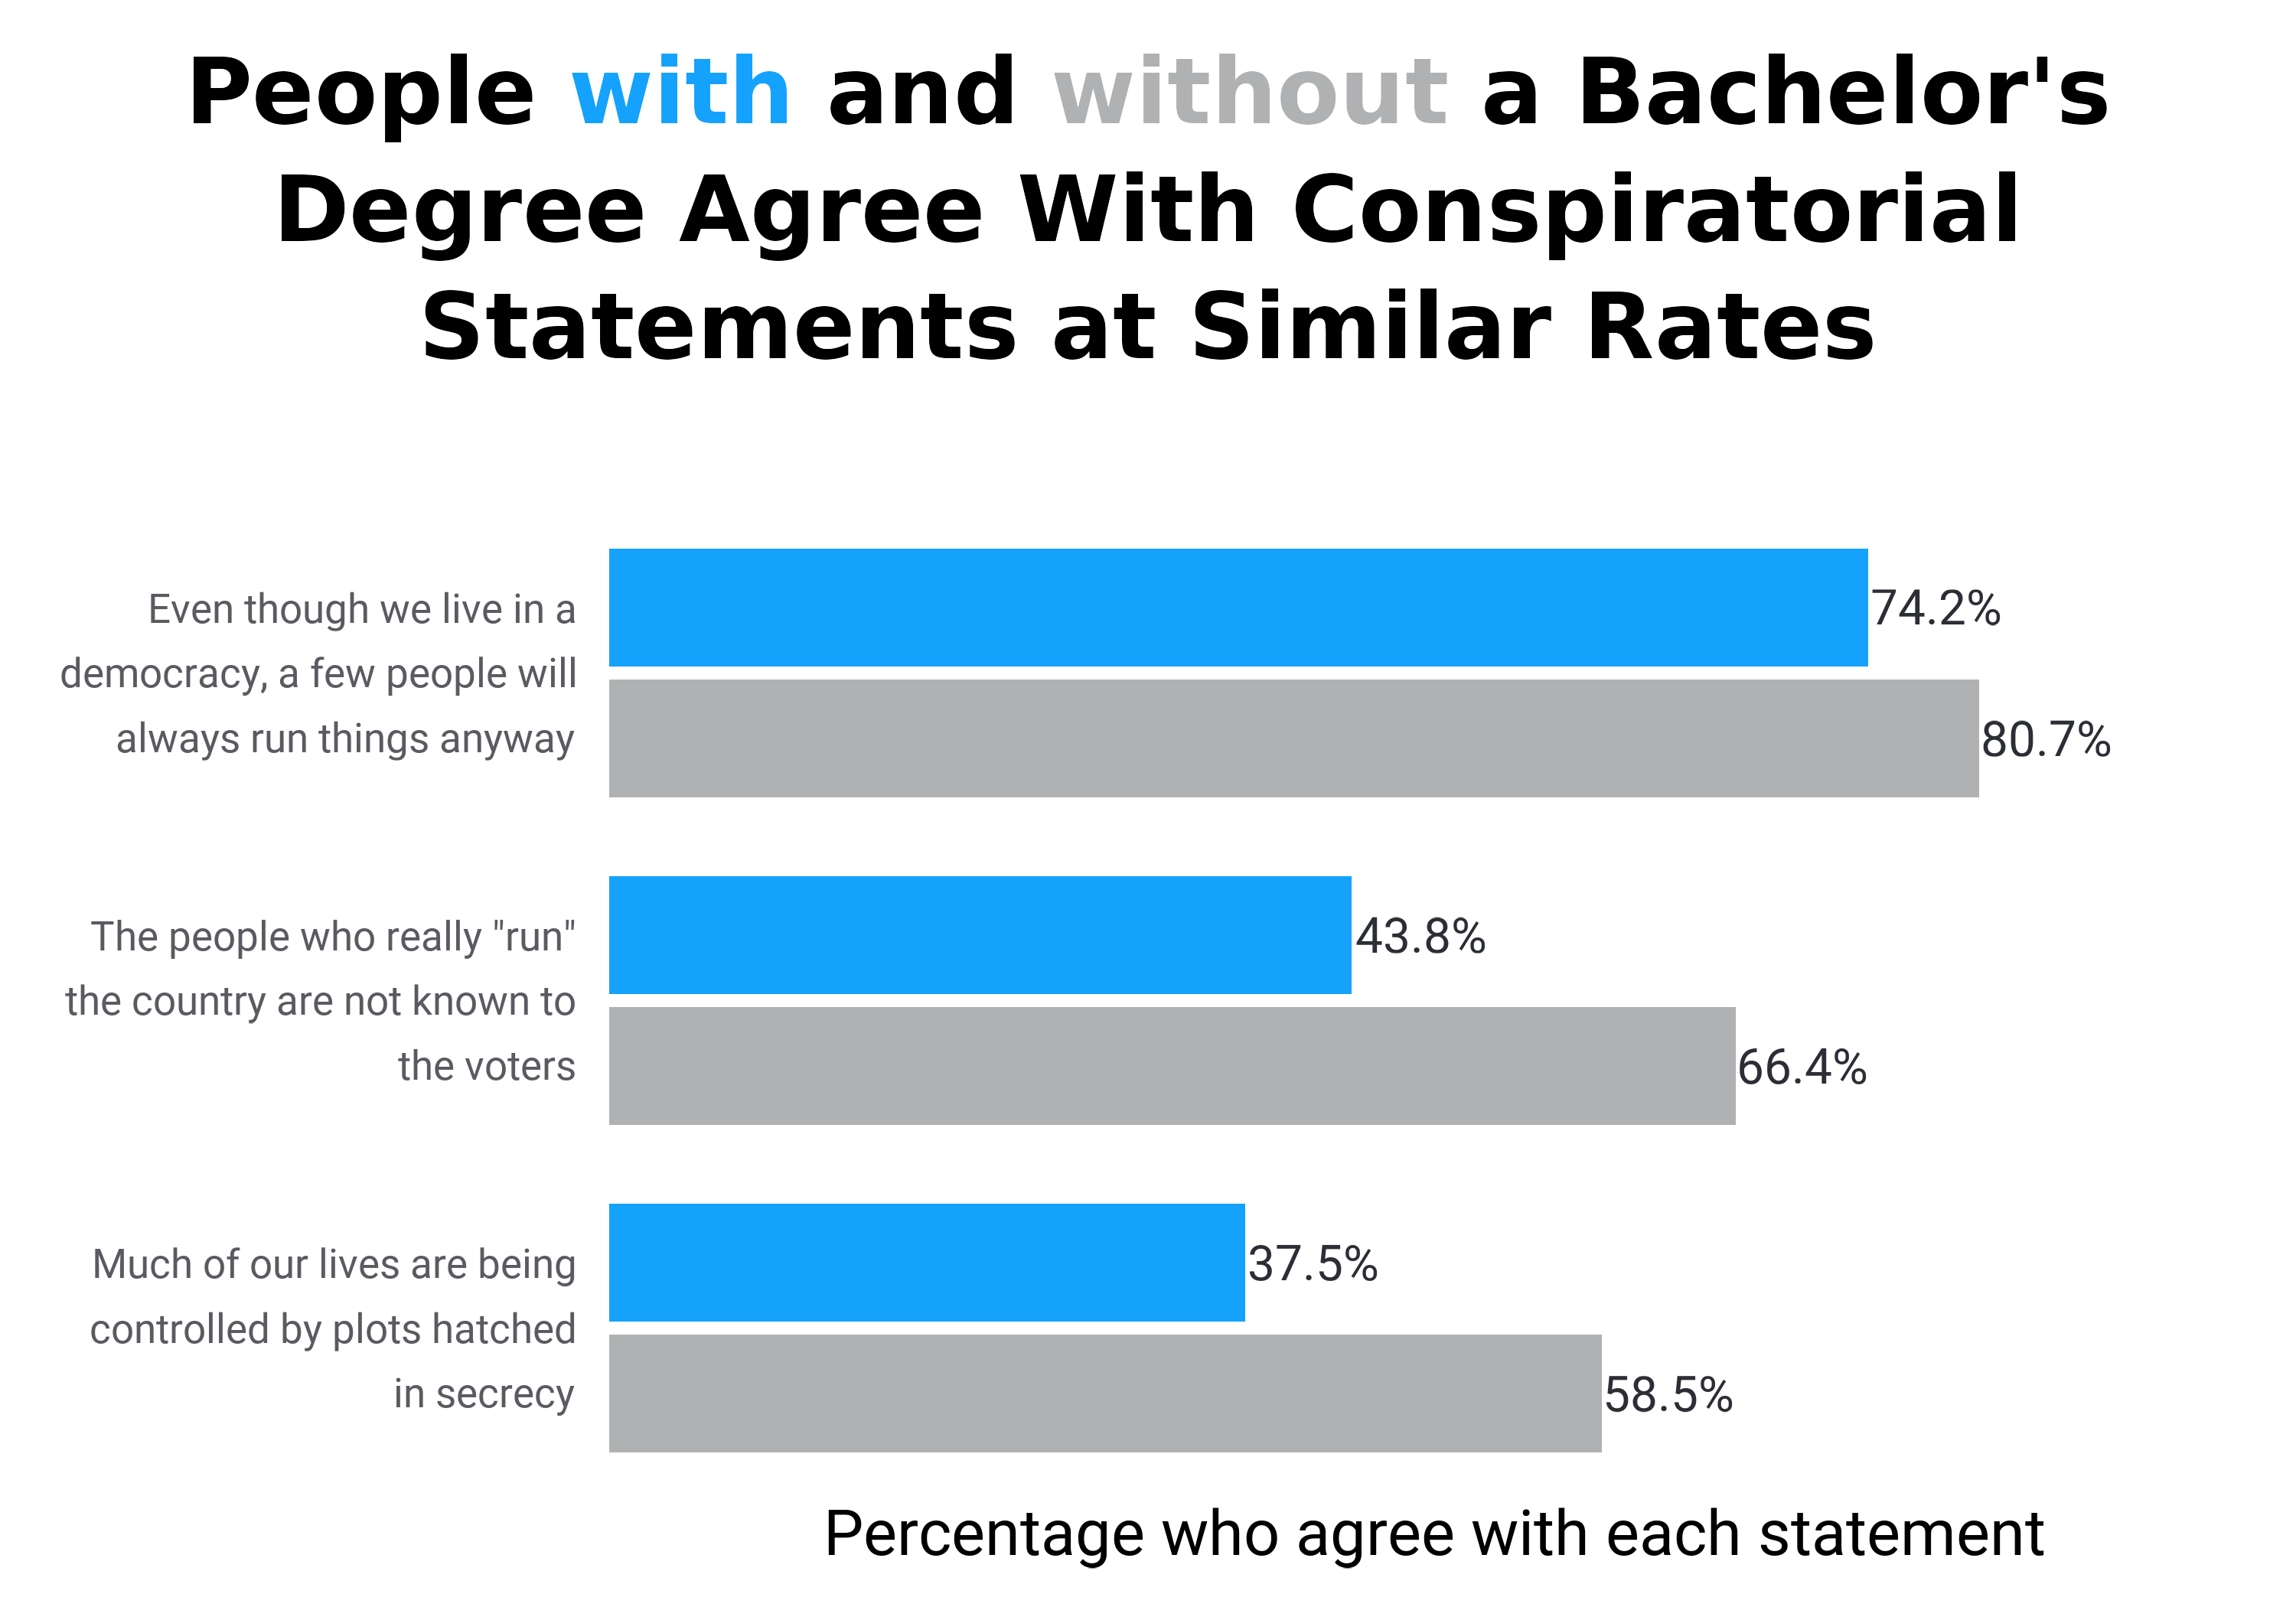 People with and without a Bachelor's
Degree Agree With Conspiratorial
Statements at Similar Rates
Even though we live in a
democracy, a few people will
always run things anyway
74.2%
80.7%
The people who really "run"
the country are not known to
the voters
43.8%
66.4%
Much of our lives are being
controlled by plots hatched
in secrecy
37.5%
58.5%
Percentage who agree with each statement